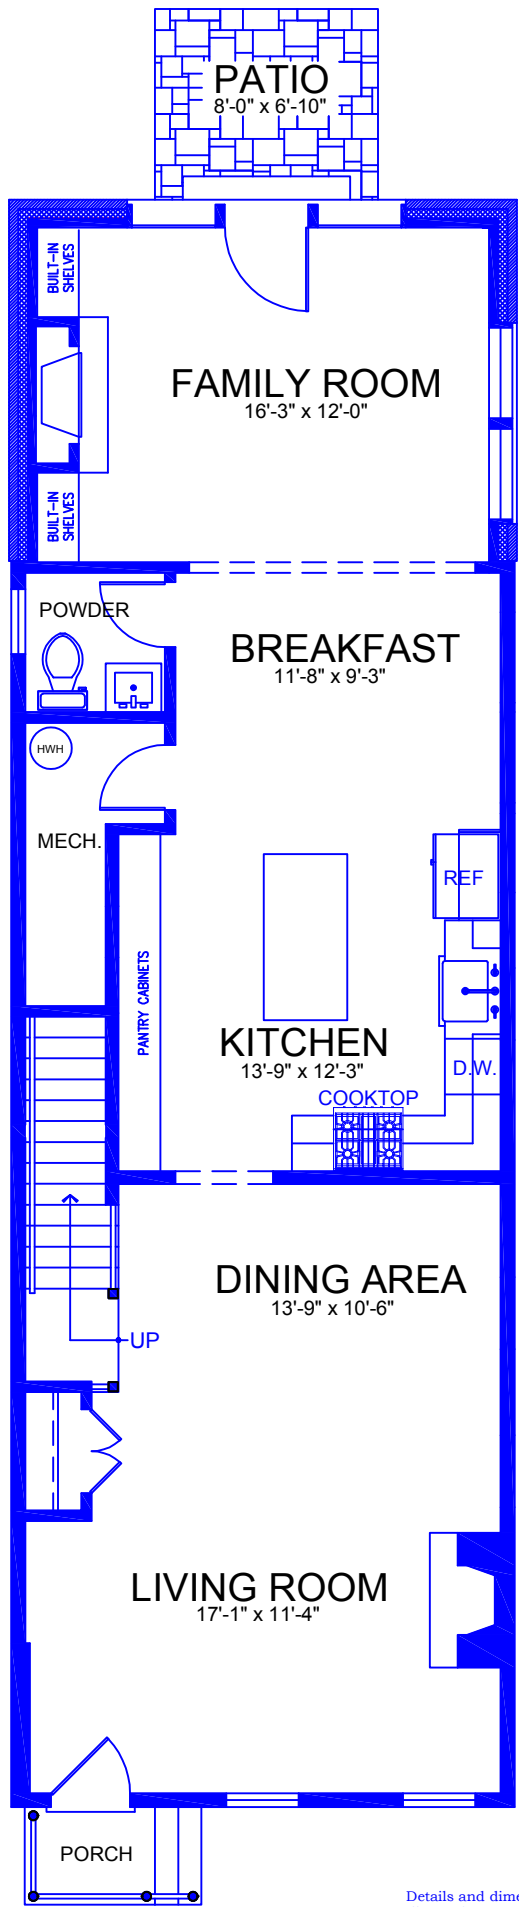 PATIO
8'-0" x 6'-10"
BUILT-IN
SHELVES
FAMILY ROOM
16'-3" x 12'-0"
BUILT-IN
SHELVES
POWDER
BREAKFAST
11'-8" x 9'-3"
HWH
MECH.
REF
PANTRY CABINETS
KITCHEN
13'-9" x 12'-3"
D.W.
COOKTOP
DINING AREA
13'-9" x 10'-6"
UP
LIVING ROOM
17'-1" x 11'-4"
PORCH
Details and dime